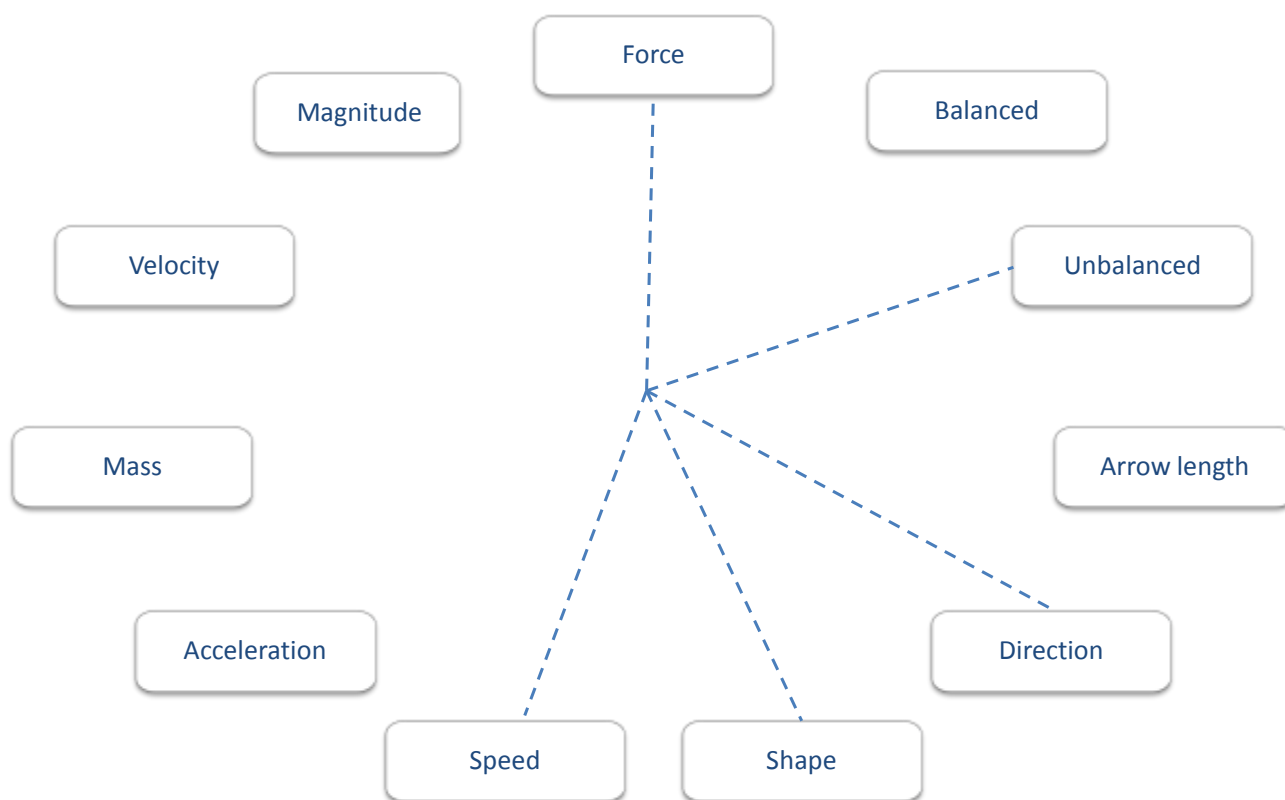 Force
Magnitude
Balanced
Velocity
Unbalanced
Mass
Arrow length
Acceleration
Direction
Speed
Shape